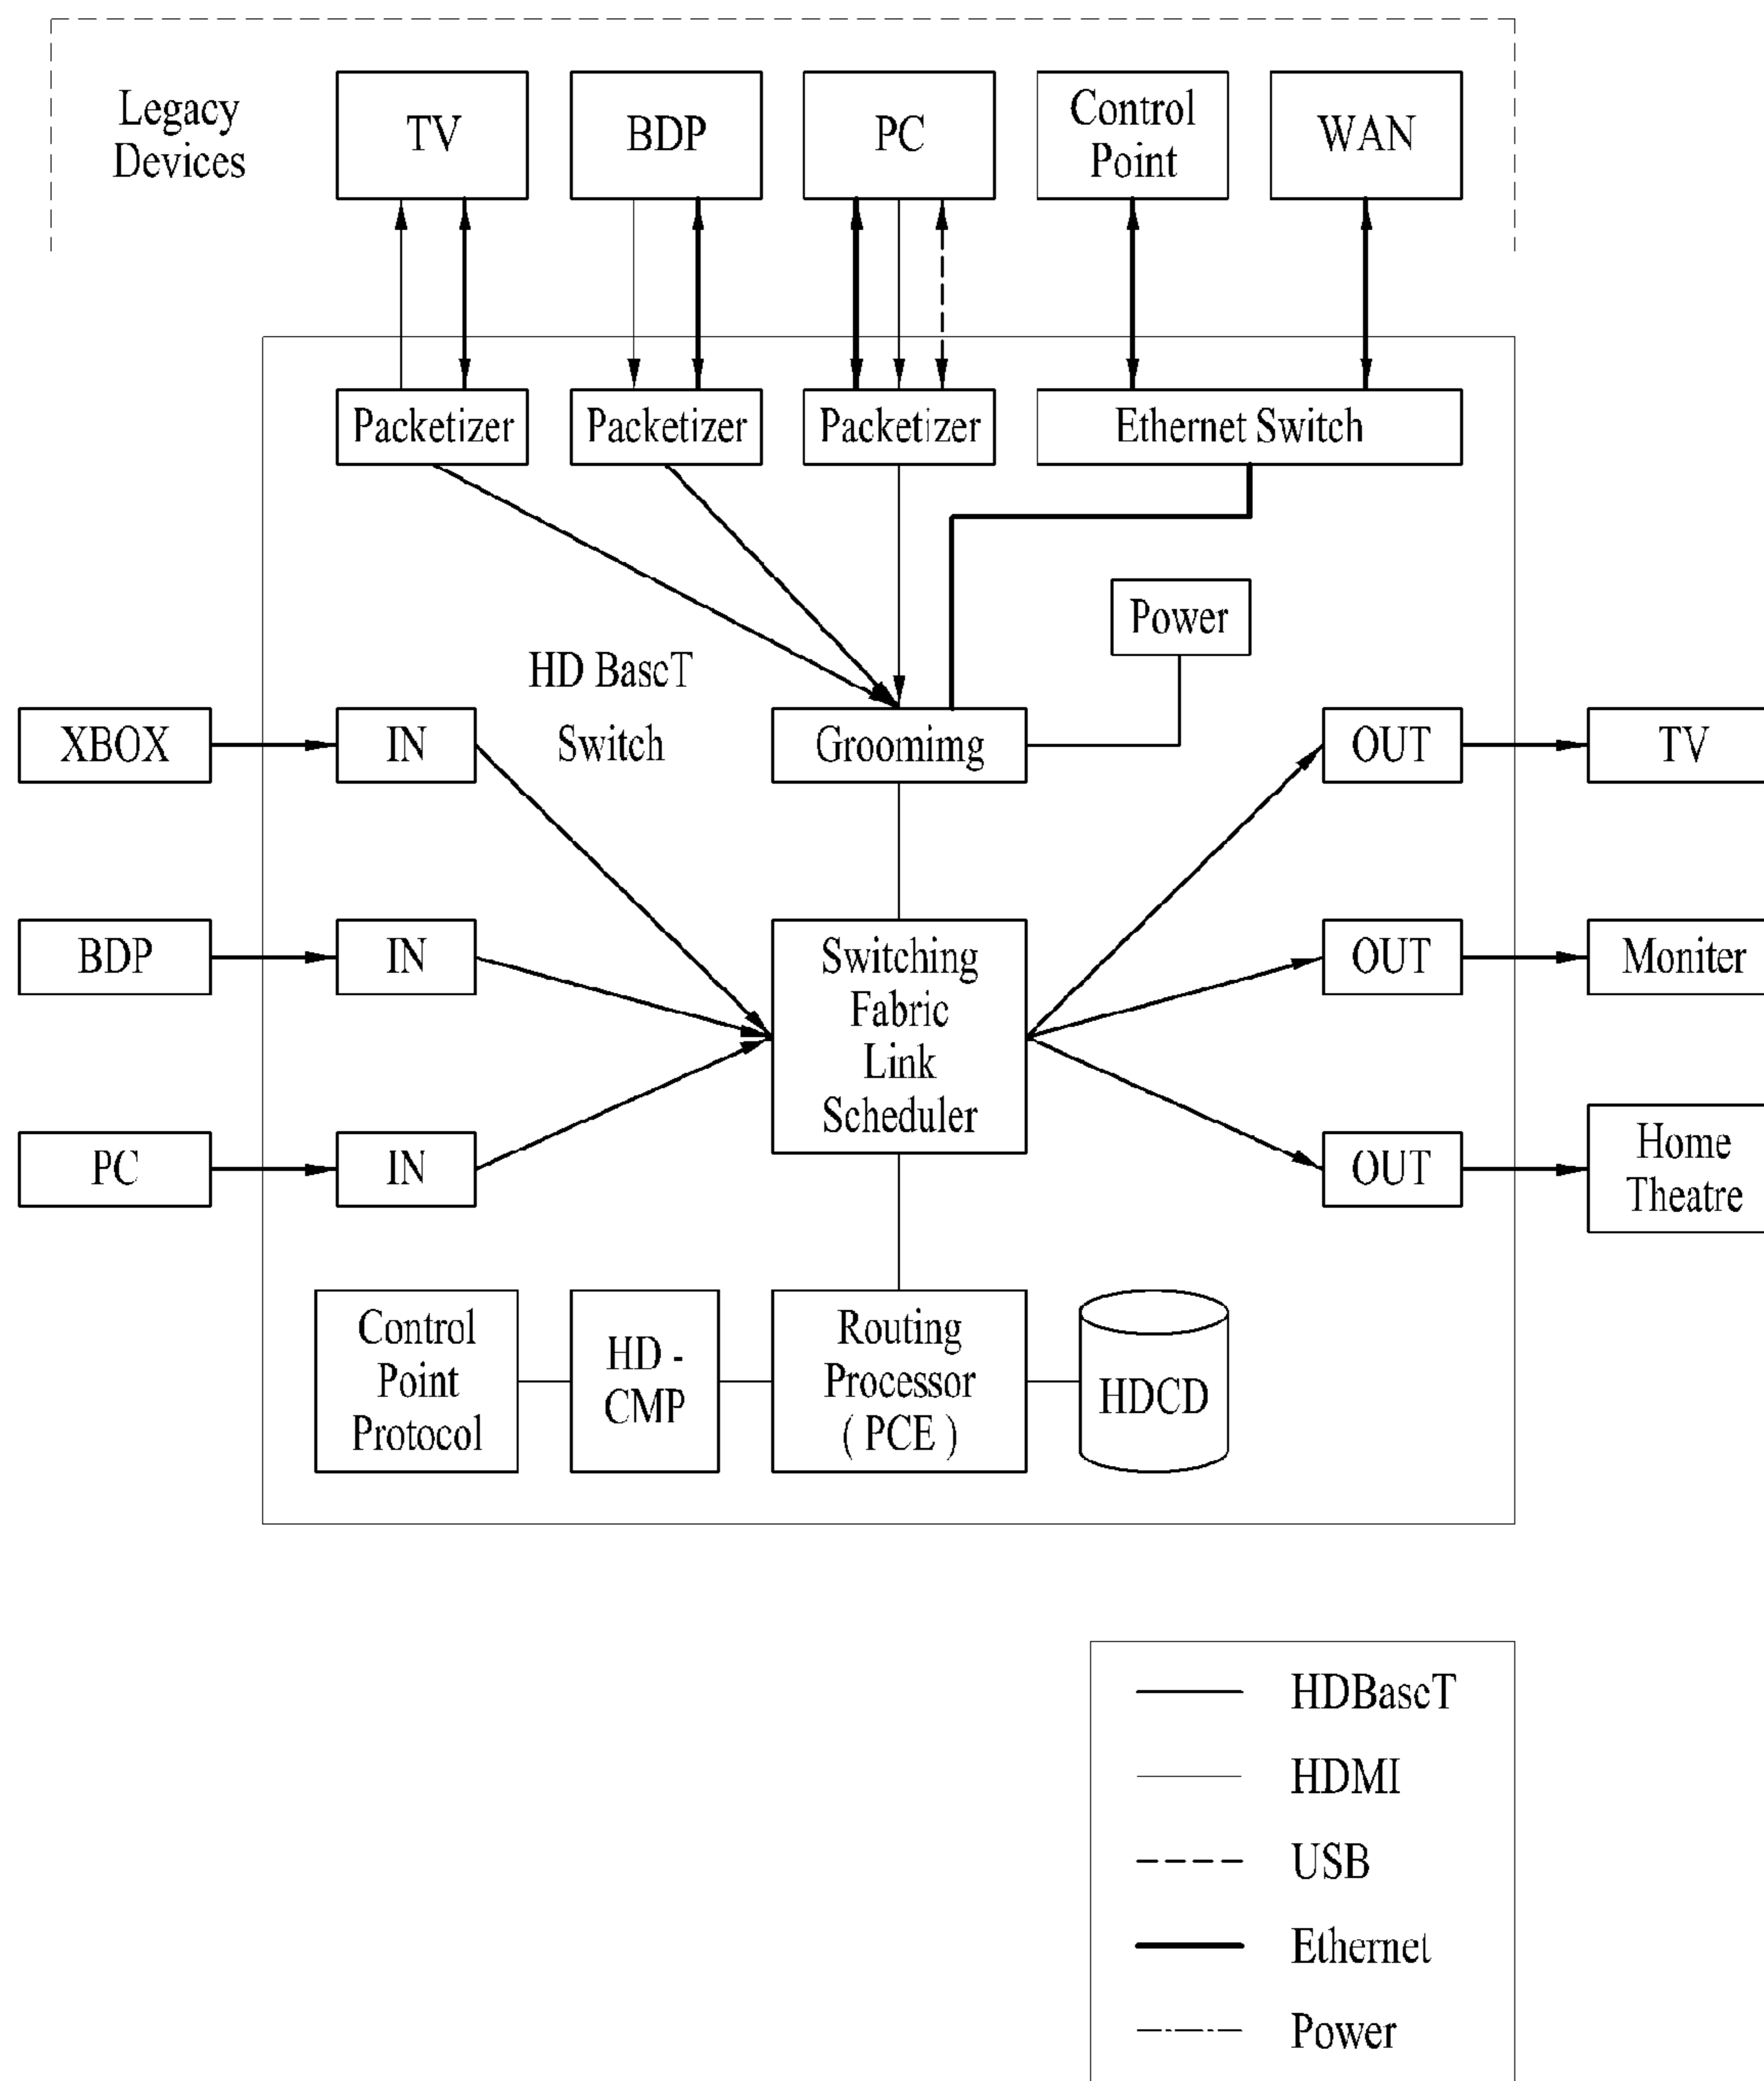 Legacy
Devices
TV
BDP
PC
Control
Point
WAN
Packetizer
Packetizer
Packetizer
Ethernet Switch
Power
HD BaseT
Switch
XBOX
IN
Groomimg
OUT
TV
BDP
IN
Switching
Fabric
Link
Scheduler
OUT
Moniter
PC
IN
OUT
Home
Theatre
Control
Point
Protocol
HD -
CMP
Routing
Processor
( PCE )
HDCD
HDBaseT
HDMI
USB
Ethernet
Power